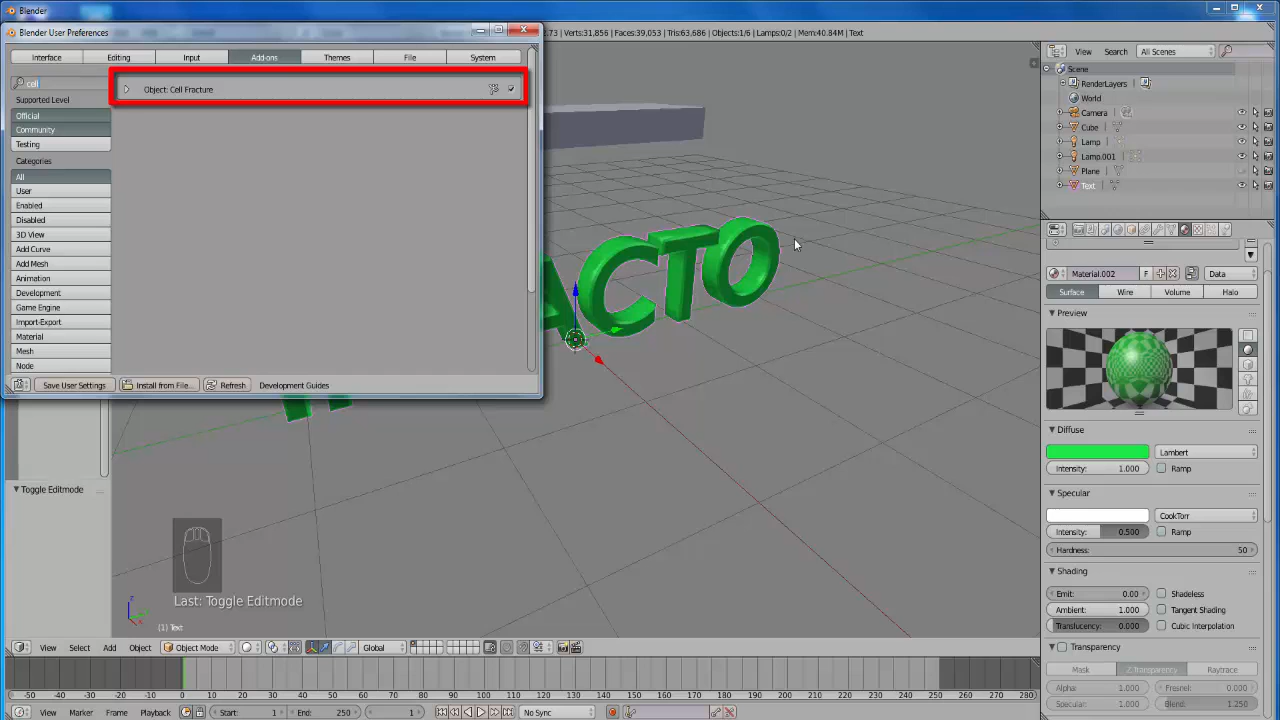 Blender
Blender User Preferences
Interface
Editing
Input
Add-ons
Themes
File
System
cell
Object: Cell Fracture
Supported Level
Official
Community
Testing
Categories
All
User
Enabled
Disabled
3D View
Add Curve
Add Mesh
Animation
Development
Game Engine
Import-Export
Material
Mesh
Node
Save User Settings
Install from File...
Refresh
Development Guides
.73 | Verts:31,856 | Faces:39,053 | Tris:63,686 | Objects:1/6 | Lamps:0/2 | Mem:40.84M | Text
ACTO
Toggle Editmode
Last: Toggle Editmode
(1) Text
View
Select
Add
Object
Object Mode
Global
-50 -40 -30 -20 -10 0 10 20 30 40 50 60 70 80 90 100 110 120 130 140 150 160 170 180 190 200 210 220 230 240 250 260 270 280
View
Marker
Frame
Playback
Start: 1
End: 250
1
No Sync
View
Search
All Scenes
Scene
RenderLayers
World
Camera
Cube
Lamp
Lamp.001
Plane
Text
Material.002
F
Data
Surface
Wire
Volume
Halo
Preview
Diffuse
Lambert
Intensity: 1.000
Ramp
Specular
CookTorr
Intensity: 0.500
Ramp
Hardness: 50
Shading
Emit: 0.00
Shadeless
Ambient: 1.000
Tangent Shading
Translucency: 0.000
Cubic Interpolation
Transparency
Mask
Z Transparency
Raytrace
Alpha: 1.000
Fresnel: 0.000
Specular: 1.000
Blend: 1.250